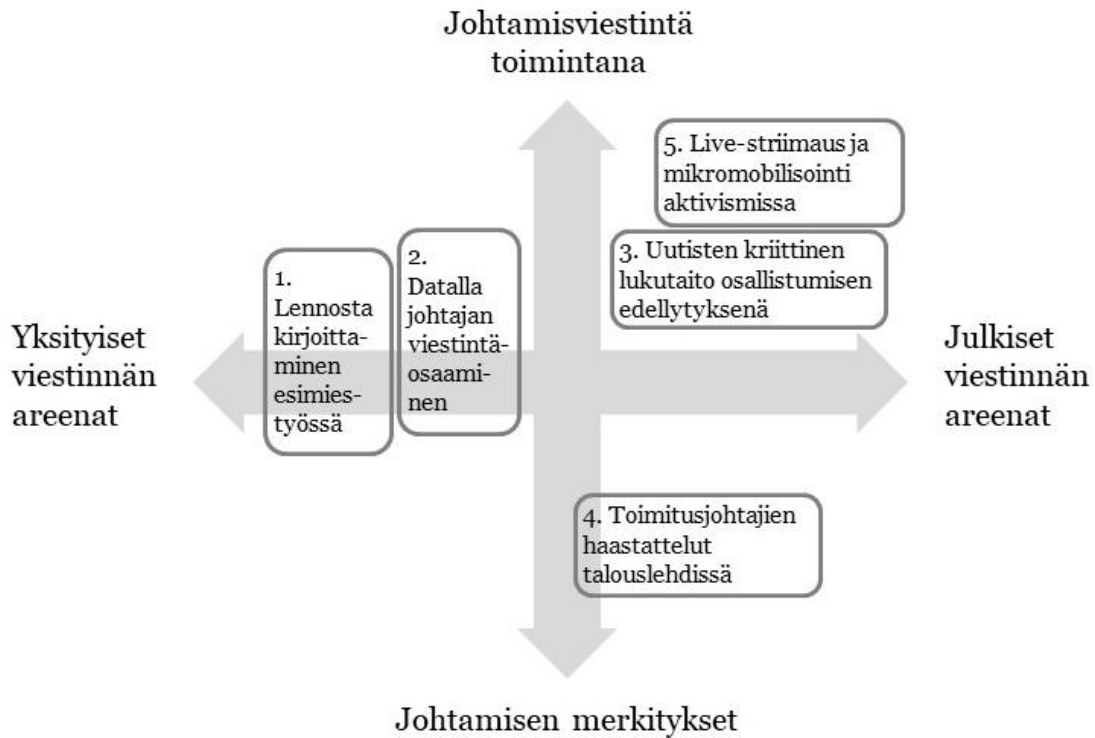 Johtamisviestintä
toimintana
5. Live-striimaus ja
mikromobilisointi
aktivismissa
3. Uutisten kriittinen
lukutaito osallistumisen
edellytyksenä
2.
Datalla
johtajan
viestintä-
osaami-
nen
1.
Lennosta
kirjoitta-
minen
esimies-
työssä
Yksityiset
viestinnän
areenat
Julkiset
viestinnän
areenat
4. Toimitusjohtajien
haastattelut
talouslehdissä
Johtamisen merkitykset